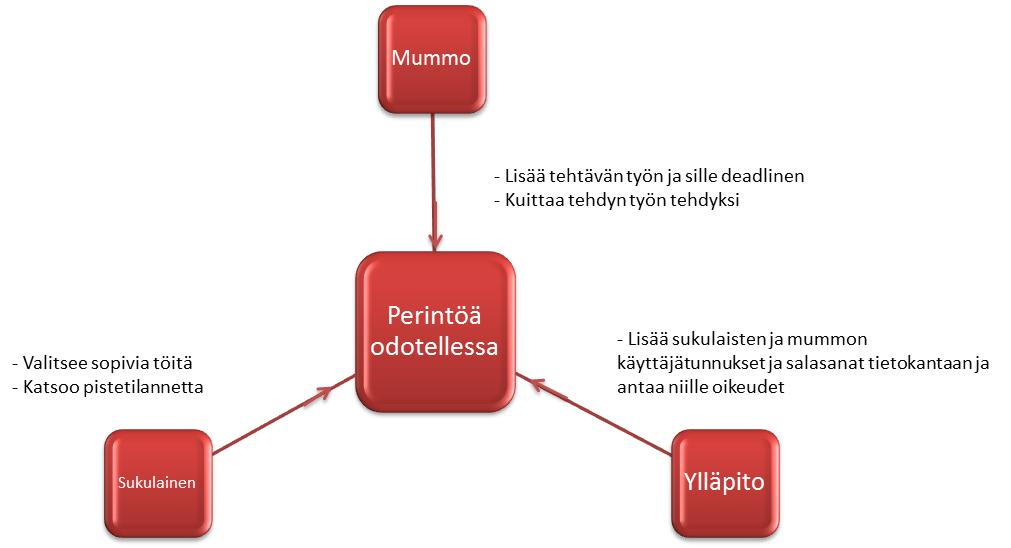 Mummo
- Lisää tehtävän työn ja sille deadlinen
- Kuittaa tehdyn työn tehdyksi
Perintöä
odotellessa
- Valitsee sopivia töitä
- Katsoo pistetilannetta
- Lisää sukulaisten ja mummon
käyttäjätunnukset ja salasanat tietokantaan ja
antaa niille oikeudet
Sukulainen
Ylläpito